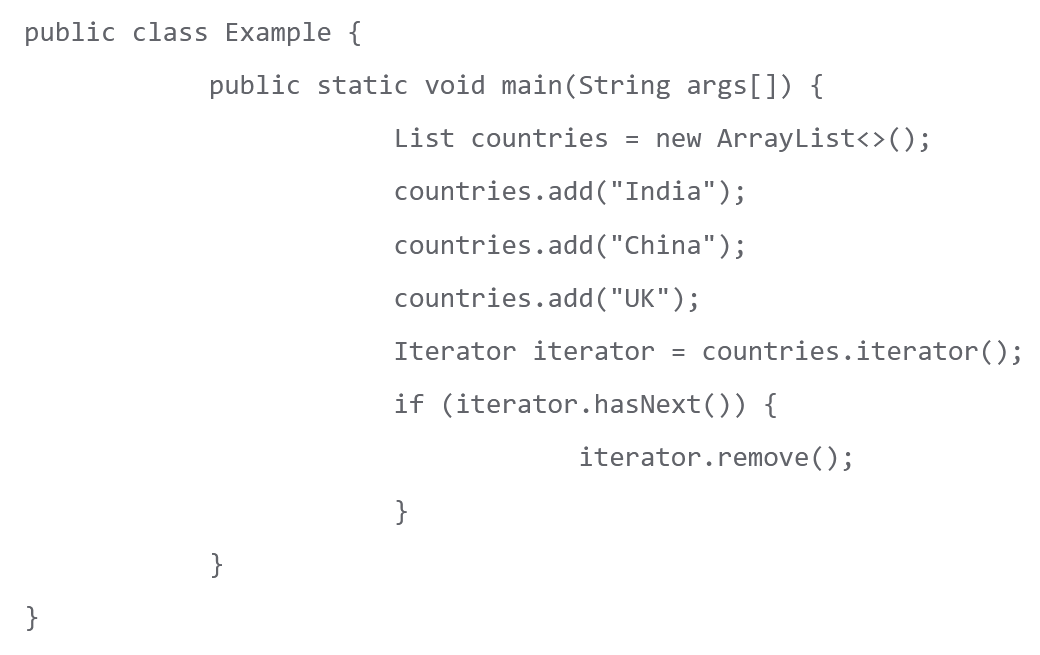 public class Example {
public static void main(String args[]) {
List countries = new ArrayList<>();
countries.add("India");
countries.add("China");
countries.add("UK");
Iterator iterator = countries.iterator();
if (iterator.hasNext()) {
iterator.remove();
}
}
}